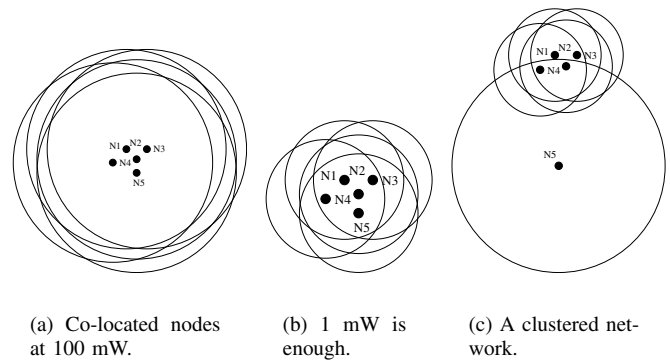 N1 N2 N3
N4
N5
N1 N2 N3
N4
N5
N1 N2 N3
N4
N5
(a) Co-located nodes
at 100 mW.
(b) 1 mW is
enough.
(c) A clustered net-
work.